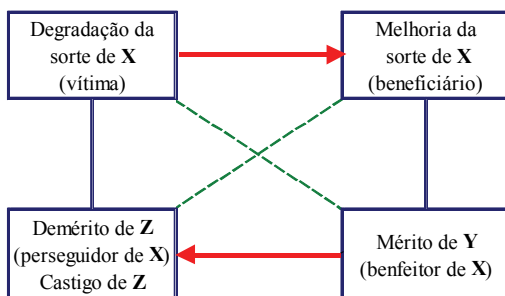 Degradação da
sorte de X
(vítima)
Melhoria da
sorte de X
(beneficiário)
Demérito de Z
(perseguidor de X)
Castigo de Z
Mérito de Y
(benfeitor de X)